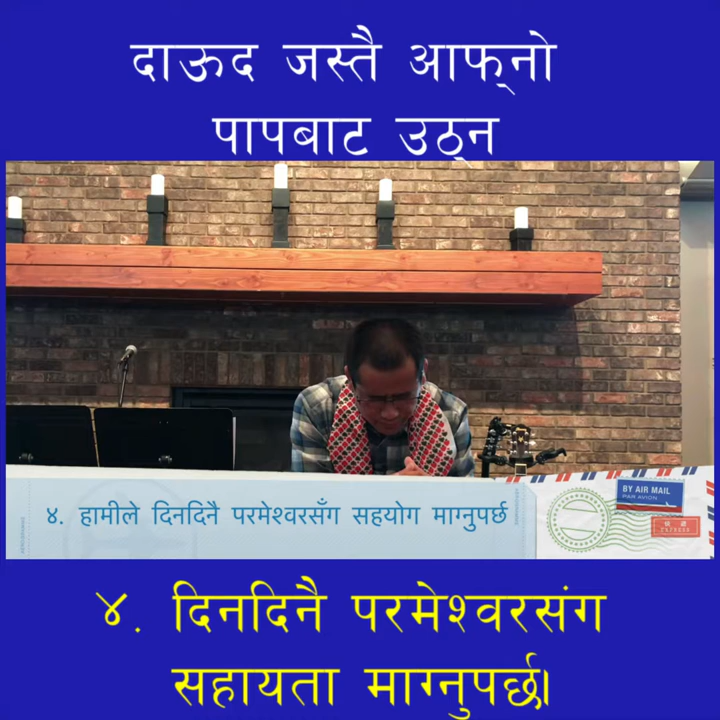 दाऊद जस्तै आफ्नो
पापबाट उठ्न
४. हामीले दिनदिनै परमेश्वरसँग सहयोग माग्नुपर्छ
BY AIR MAIL
PAR AVION
४. दिनदिनै परमेश्वरसंग
सहायता माग्नुपर्छ।